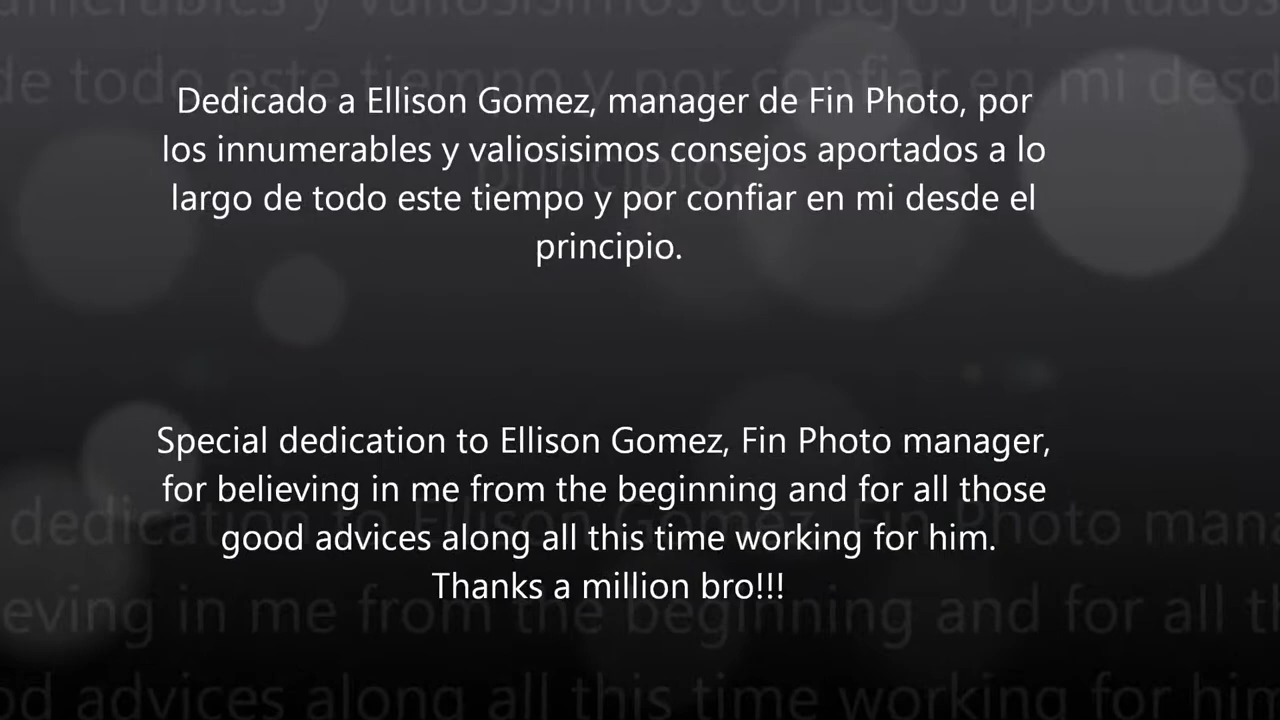 Dedicado a Ellison Gomez, manager de Fin Photo, por
los innumerables y valiosisimos consejos aportados a lo
largo de todo este tiempo y por confiar en mi desde el
principio.
Special dedication to Ellison Gomez, Fin Photo manager,
for believing in me from the beginning and for all those
good advices along all this time working for him.
Thanks a million bro!!!